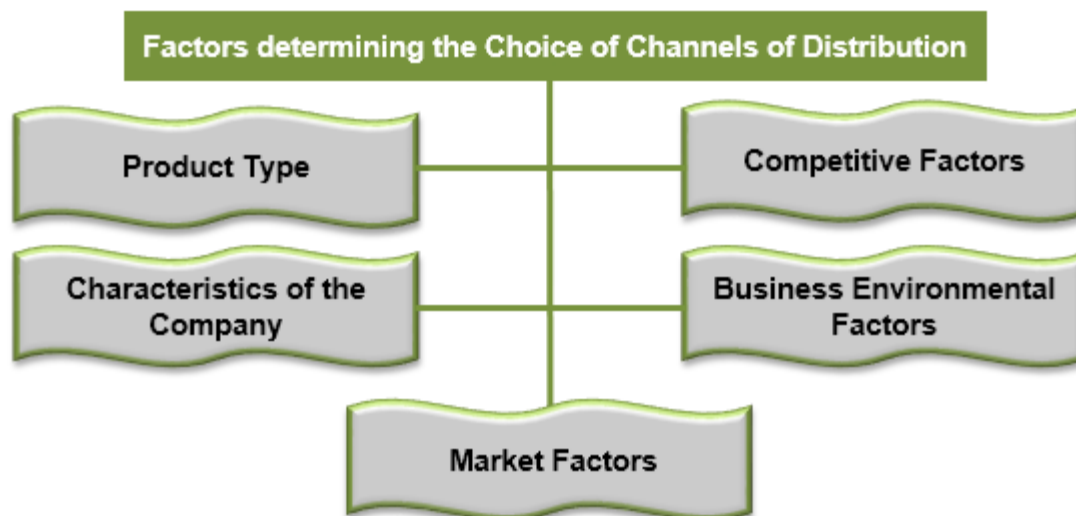 Factors determining the Choice of Channels of Distribution
Product Type
Competitive Factors
Characteristics of the
Company
Business Environmental
Factors
Market Factors